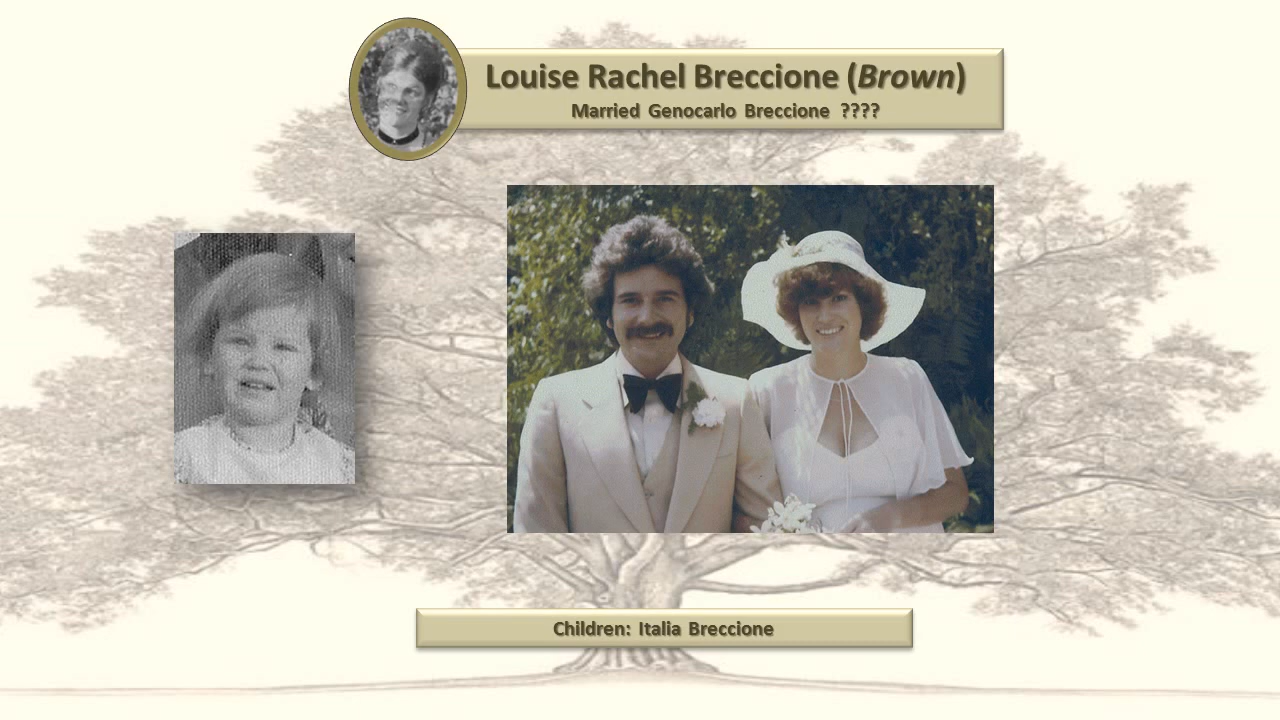 Louise Rachel Breccione (Brown)
Married Genocarlo Breccione ????
Children: Italia Breccione